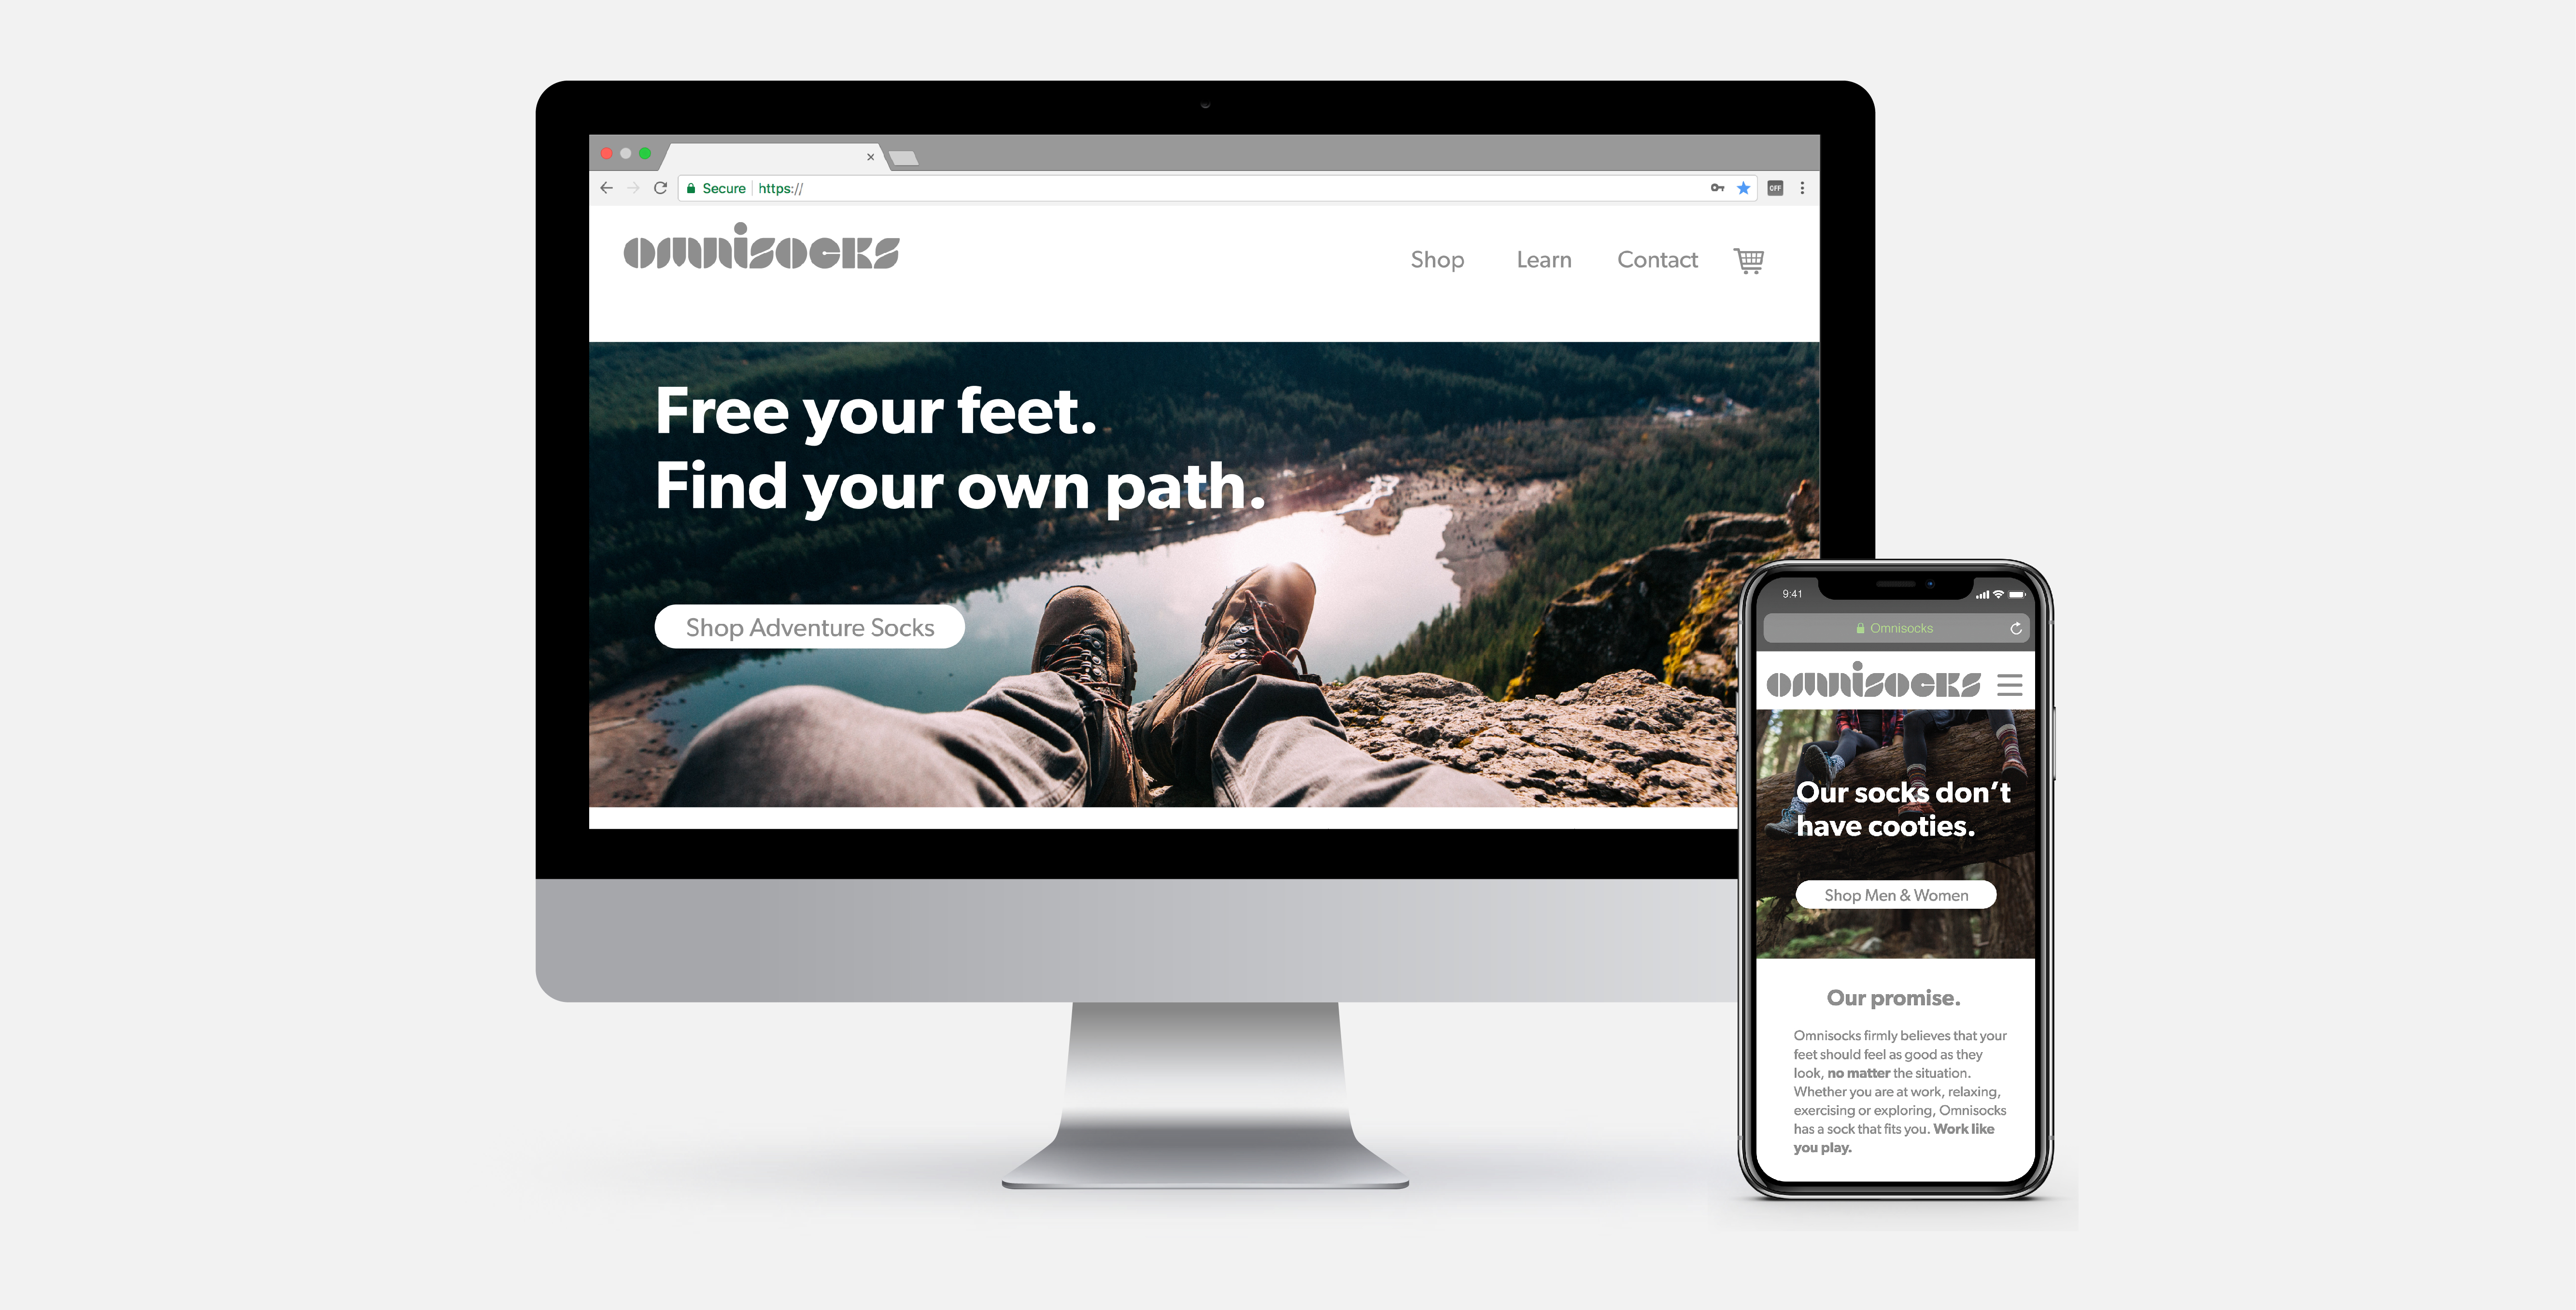 Secure https://
OFF
omnisocks
Shop Learn Contact
Free your feet.
Find your own path.
Shop Adventure Socks
9:41
Omnisocks
omnisocks
Our socks don’t
have cooties.
Shop Men & Women
Our promise.
Omnisocks firmly believes that your
feet should feel as good as they
look, no matter the situation.
Whether you are at work, relaxing,
exercising or exploring, Omnisocks
has a sock that fits you. Work like
you play.